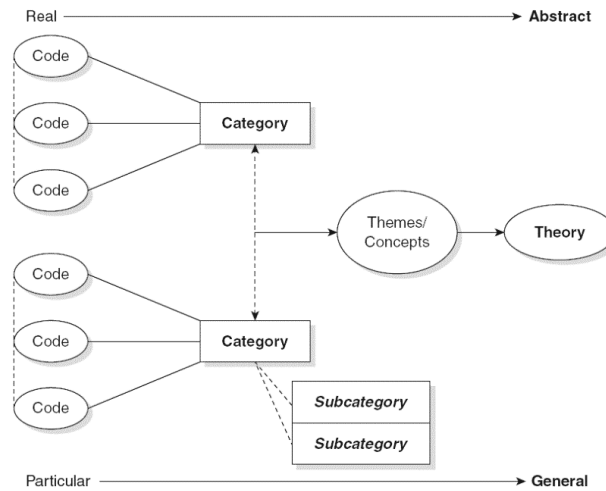 Real Abstract
Code
Code
Category
Code
Themes/
Concepts
Theory
Code
Code
Category
Code
Subcategory
Subcategory
Particular General